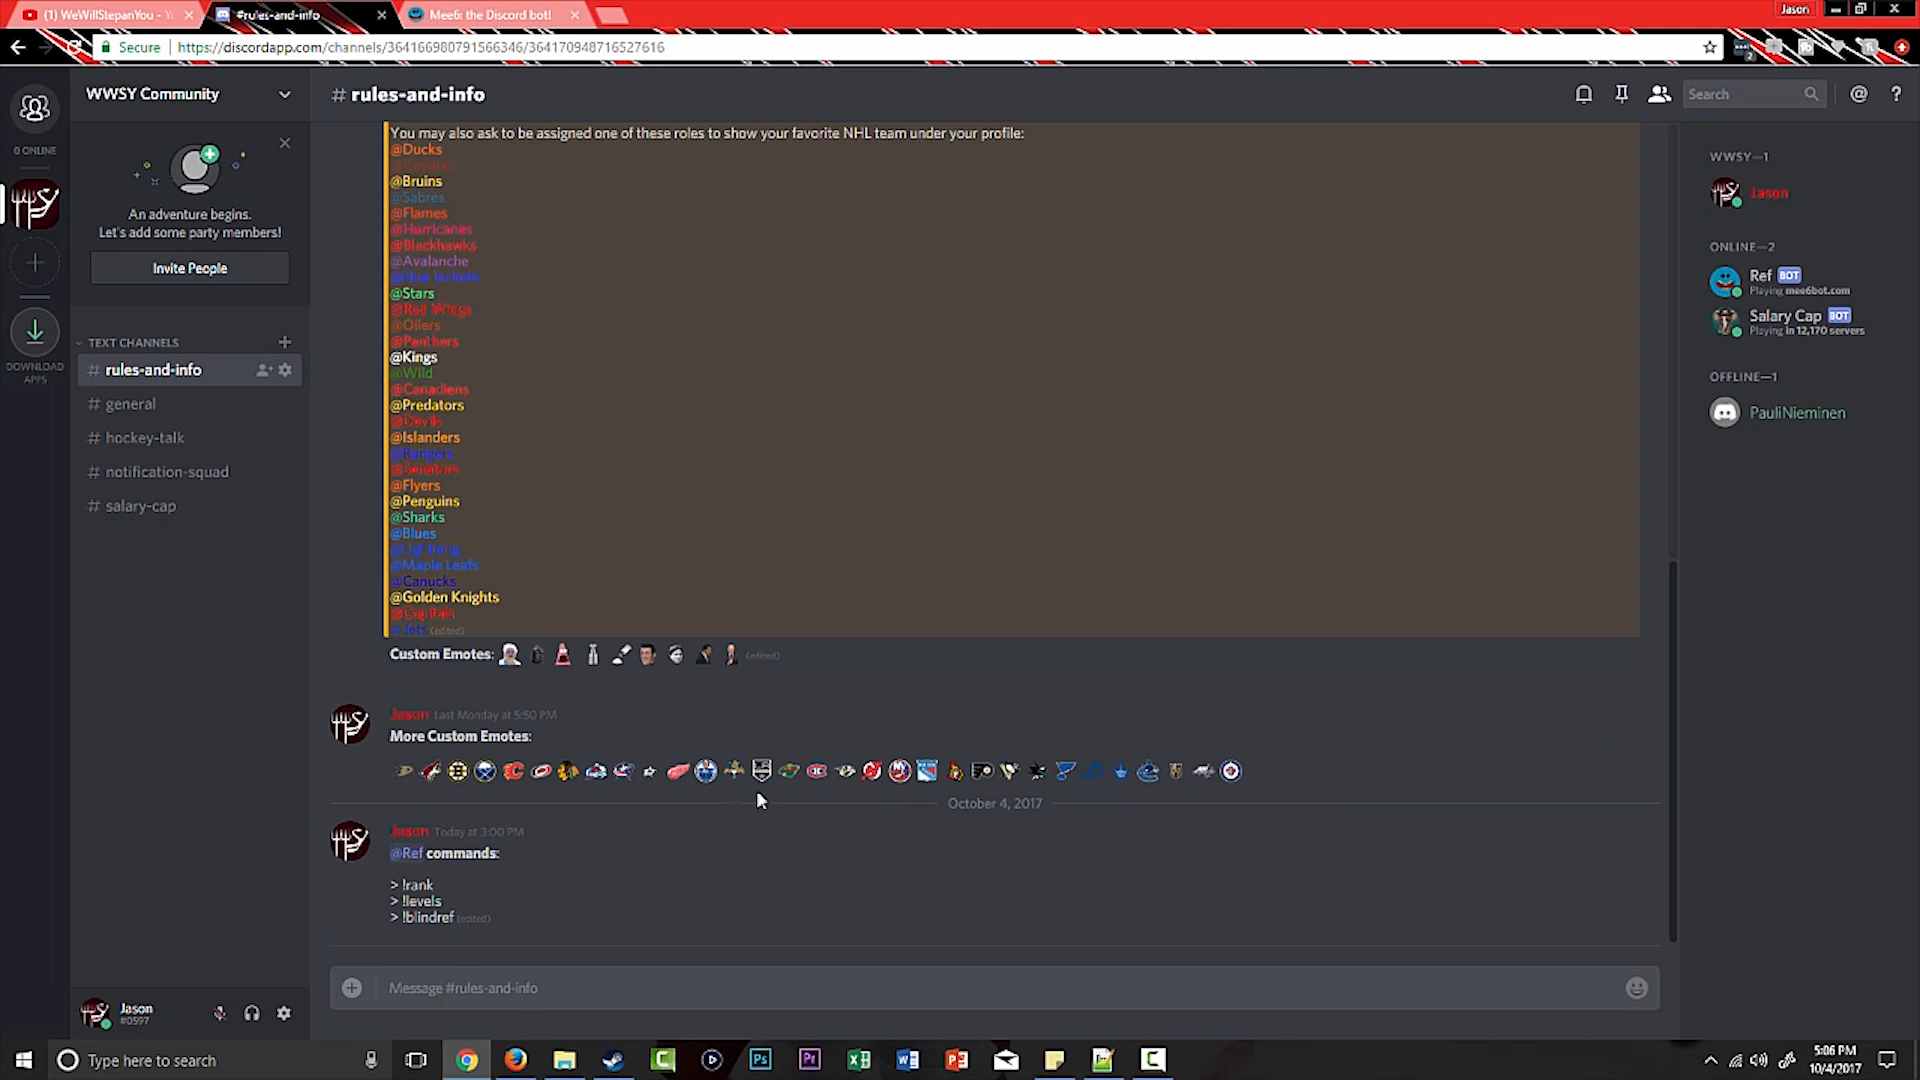 (1) WeWillStepanYou - Yo
#rules-and-info
Mee6: the Discord bot!
Jason
Secure
https://discordapp.com/channels/364166980791566346/364170948716527616
WWSY Community
# rules-and-info
Search
0 ONLINE
An adventure begins.
Let's add some party members!
Invite People
DOWNLOAD
APPS
TEXT CHANNELS
# rules-and-info
# general
# hockey-talk
# notification-squad
# salary-cap
Jason
#0597
You may also ask to be assigned one of these roles to show your favorite NHL team under your profile:
@Ducks
@Coyotes
@Bruins
@Sabres
@Flames
@Hurricanes
@Blackhawks
@Avalanche
@Blue Jackets
@Stars
@Red Wings
@Oilers
@Panthers
@Kings
@Wild
@Canadiens
@Predators
@Devils
@Islanders
@Rangers
@Senators
@Flyers
@Penguins
@Sharks
@Blues
@Lightning
@Maple Leafs
@Canucks
@Golden Knights
@Capitals
@Jets (edited)
Custom Emotes: (edited)
Jason Last Monday at 5:50 PM
More Custom Emotes:
October 4, 2017
Jason Today at 3:00 PM
@Ref commands:
> !rank
> !levels
> !blindref (edited)
Message #rules-and-info
WWSY—1
Jason
ONLINE—2
Ref BOT
Playing mee6bot.com
Salary Cap BOT
Playing in 12,170 servers
OFFLINE—1
PauliNieminen
Type here to search
5:06 PM
10/4/2017